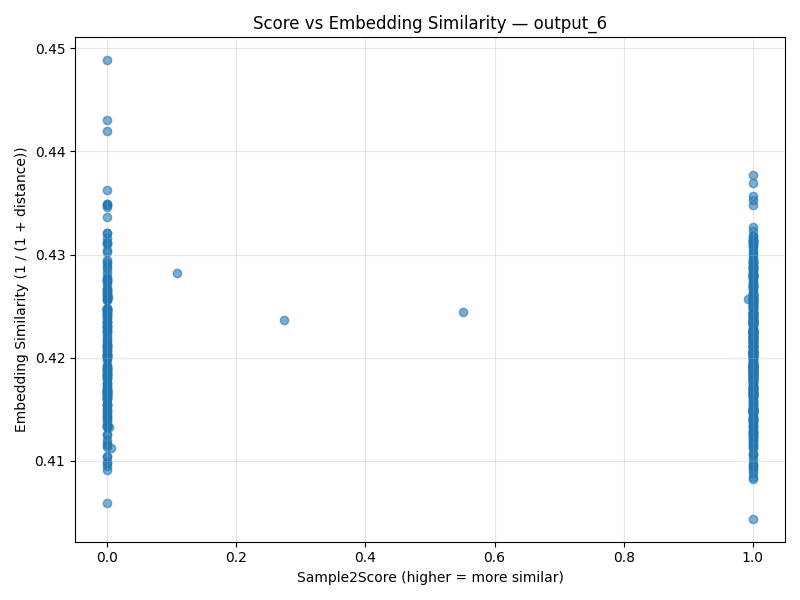 Score vs Embedding Similarity — output_6
Embedding Similarity (1 / (1 + distance))
0.45
0.44
0.43
0.42
0.41
0.0 0.2 0.4 0.6 0.8 1.0
Sample2Score (higher = more similar)